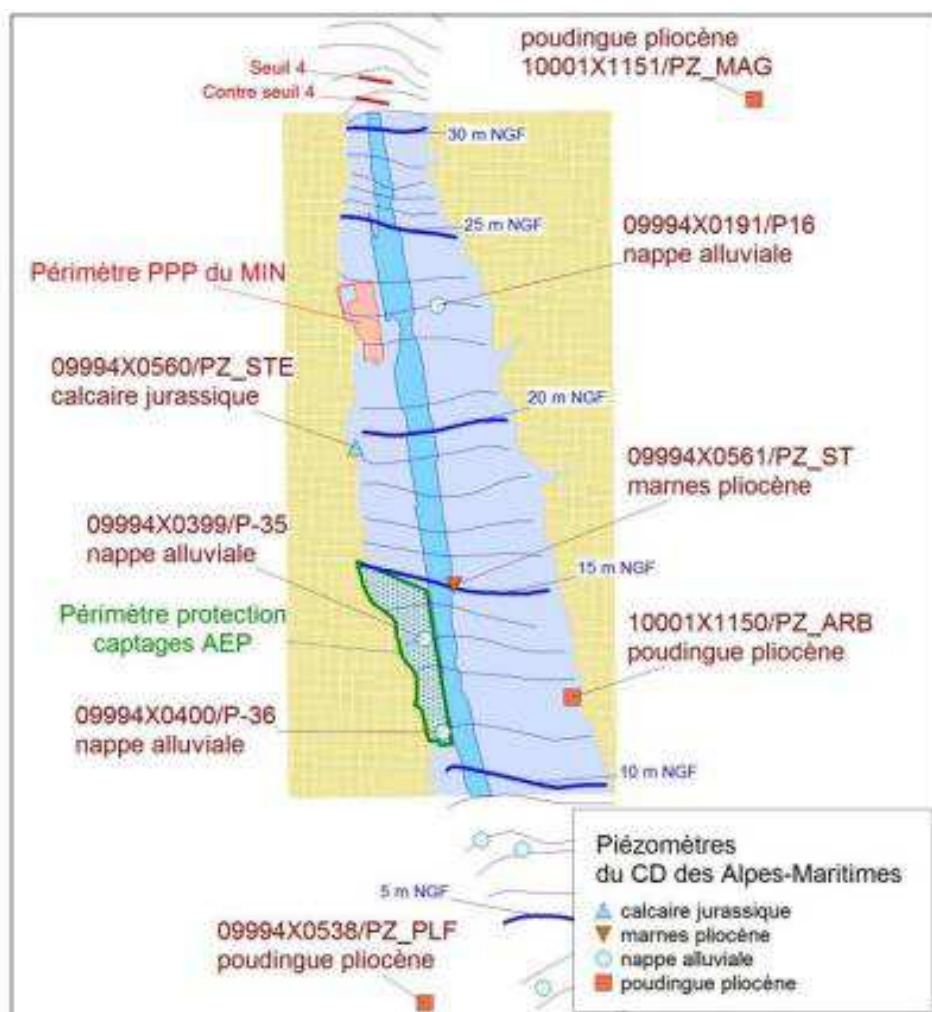 poudingue pliocène
10001X1151/PZ_MAG
Seuil 4
Contre seuil 4
30 m NGF
25 m NGF
09994X0191/P16
nappe alluviale
Périmètre PPP du MIN
09994X0560/PZ_STE
calcaire jurassique
20 m NGF
09994X0561/PZ_ST
marnes pliocène
09994X0399/P-35
nappe alluviale
15 m NGF
Périmètre protection
captages AEP
10001X1150/PZ_ARB
poudingue pliocène
09994X0400/P-36
nappe alluviale
10 m NGF
5 m NGF
09994X0538/PZ_PLF
poudingue pliocène
Piézomètres
du CD des Alpes-Maritimes
calcaire jurassique
marnes pliocène
nappe alluviale
poudingue pliocène